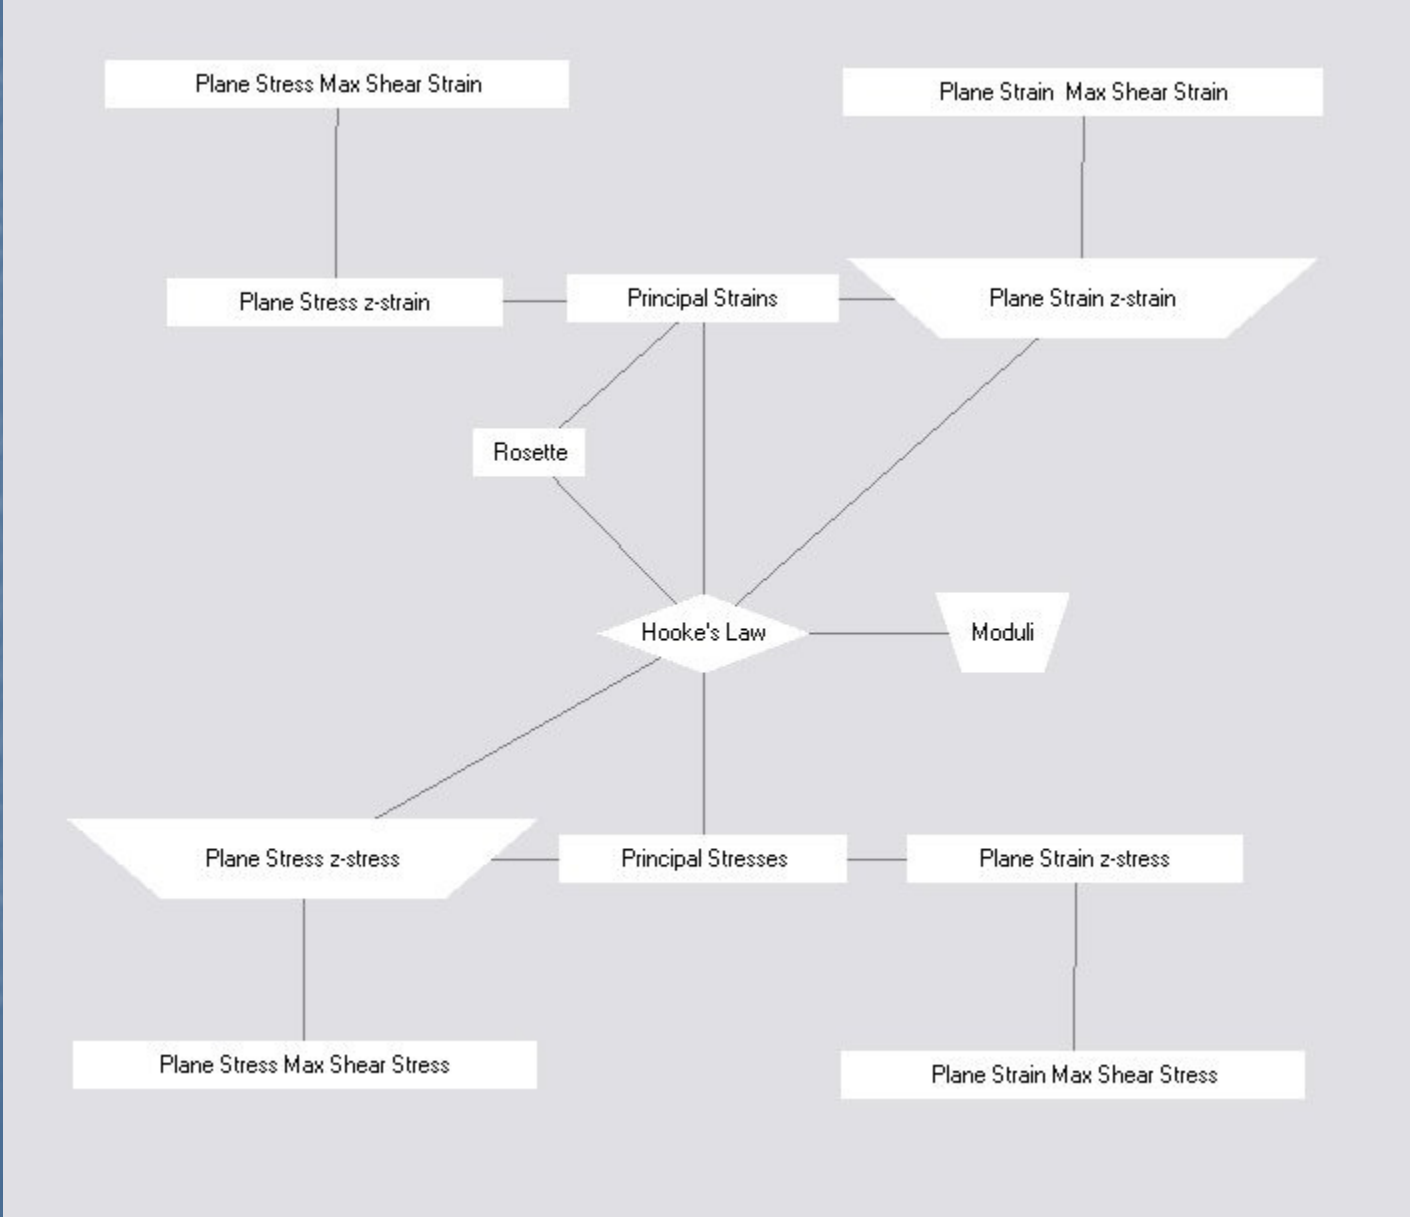 Plane Stress Max Shear Strain
Plane Strain  Max Shear Strain
Plane Stress z-strain
Principal Strains
Plane Strain z-strain
Rosette
Hooke's Law
Moduli
Plane Stress z-stress
Principal Stresses
Plane Strain z-stress
Plane Stress Max Shear Stress
Plane Strain Max Shear Stress